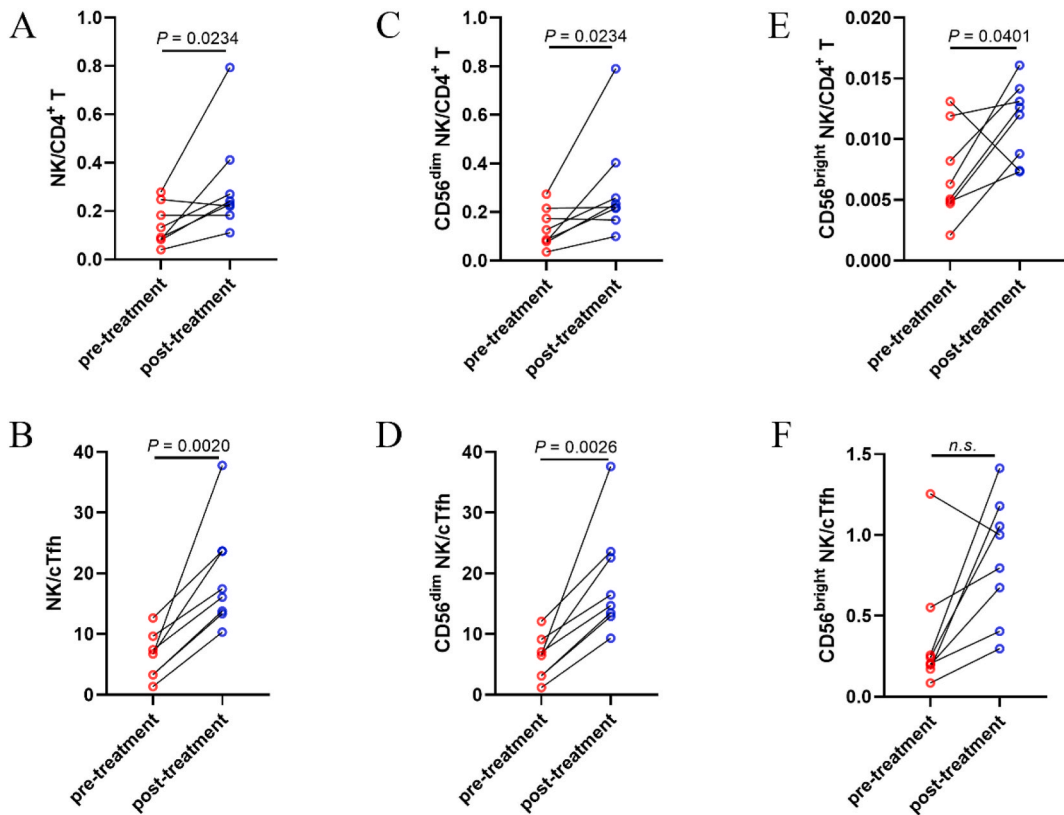 A
P = 0.0234
NK/CD4⁺ T
1.0
0.8
0.6
0.4
0.2
0.0
pre-treatment
post-treatment
C
P = 0.0234
CD56ᵈⁱᵐ NK/CD4⁺ T
1.0
0.8
0.6
0.4
0.2
0.0
pre-treatment
post-treatment
E
P = 0.0401
CD56ᵇʳⁱᵍʰᵗ NK/CD4⁺ T
0.020
0.015
0.010
0.005
0.000
pre-treatment
post-treatment
B
P = 0.0020
NK/cTfh
40
30
20
10
0
pre-treatment
post-treatment
D
P = 0.0026
CD56ᵈⁱᵐ NK/cTfh
40
30
20
10
0
pre-treatment
post-treatment
F
n.s.
CD56ᵇʳⁱᵍʰᵗ NK/cTfh
1.5
1.0
0.5
0.0
pre-treatment
post-treatment